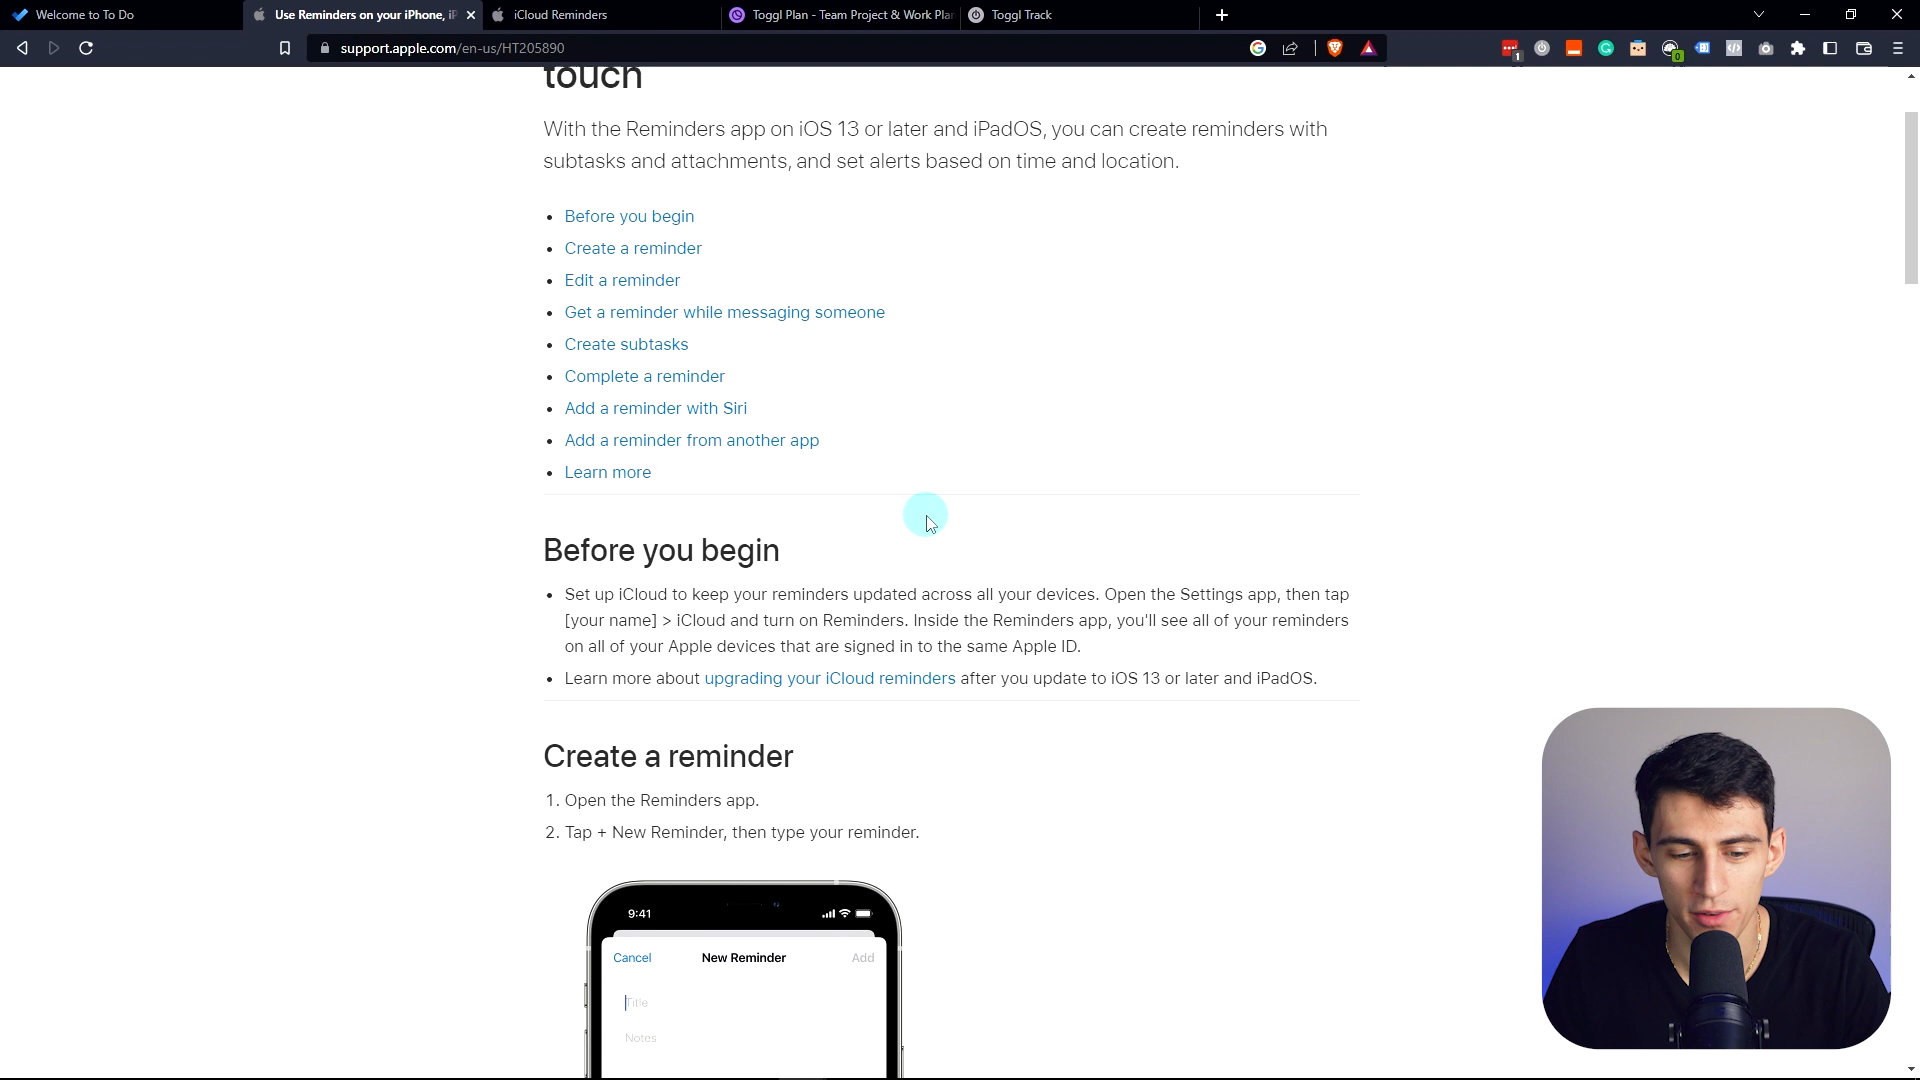 Welcome to To Do
Use Reminders on your iPhone, iP
iCloud Reminders
Toggl Plan - Team Project & Work Plan
Toggl Track
support.apple.com/en-us/HT205890
1
0
touch
With the Reminders app on iOS 13 or later and iPadOS, you can create reminders with
subtasks and attachments, and set alerts based on time and location.
• Before you begin
• Create a reminder
• Edit a reminder
• Get a reminder while messaging someone
• Create subtasks
• Complete a reminder
• Add a reminder with Siri
• Add a reminder from another app
• Learn more
Before you begin
• Set up iCloud to keep your reminders updated across all your devices. Open the Settings app, then tap
[your name] > iCloud and turn on Reminders. Inside the Reminders app, you'll see all of your reminders
on all of your Apple devices that are signed in to the same Apple ID.
• Learn more about upgrading your iCloud reminders after you update to iOS 13 or later and iPadOS.
Create a reminder
1. Open the Reminders app.
2. Tap + New Reminder, then type your reminder.
9:41
Cancel New Reminder Add
Title
Notes